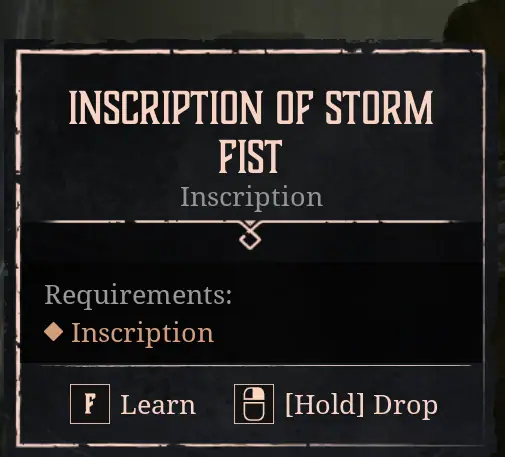 INSCRIPTION OF STORM
FIST
Inscription
Requirements:
Inscription
F Learn [Hold] Drop